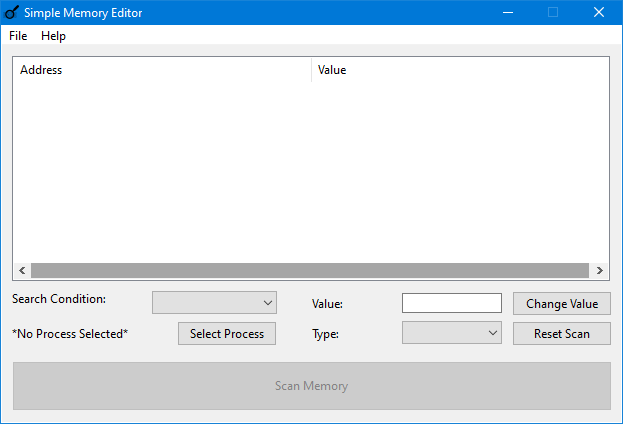 Simple Memory Editor
File Help
Address Value
Search Condition: Value: Change Value
*No Process Selected* Select Process Type: Reset Scan
Scan Memory